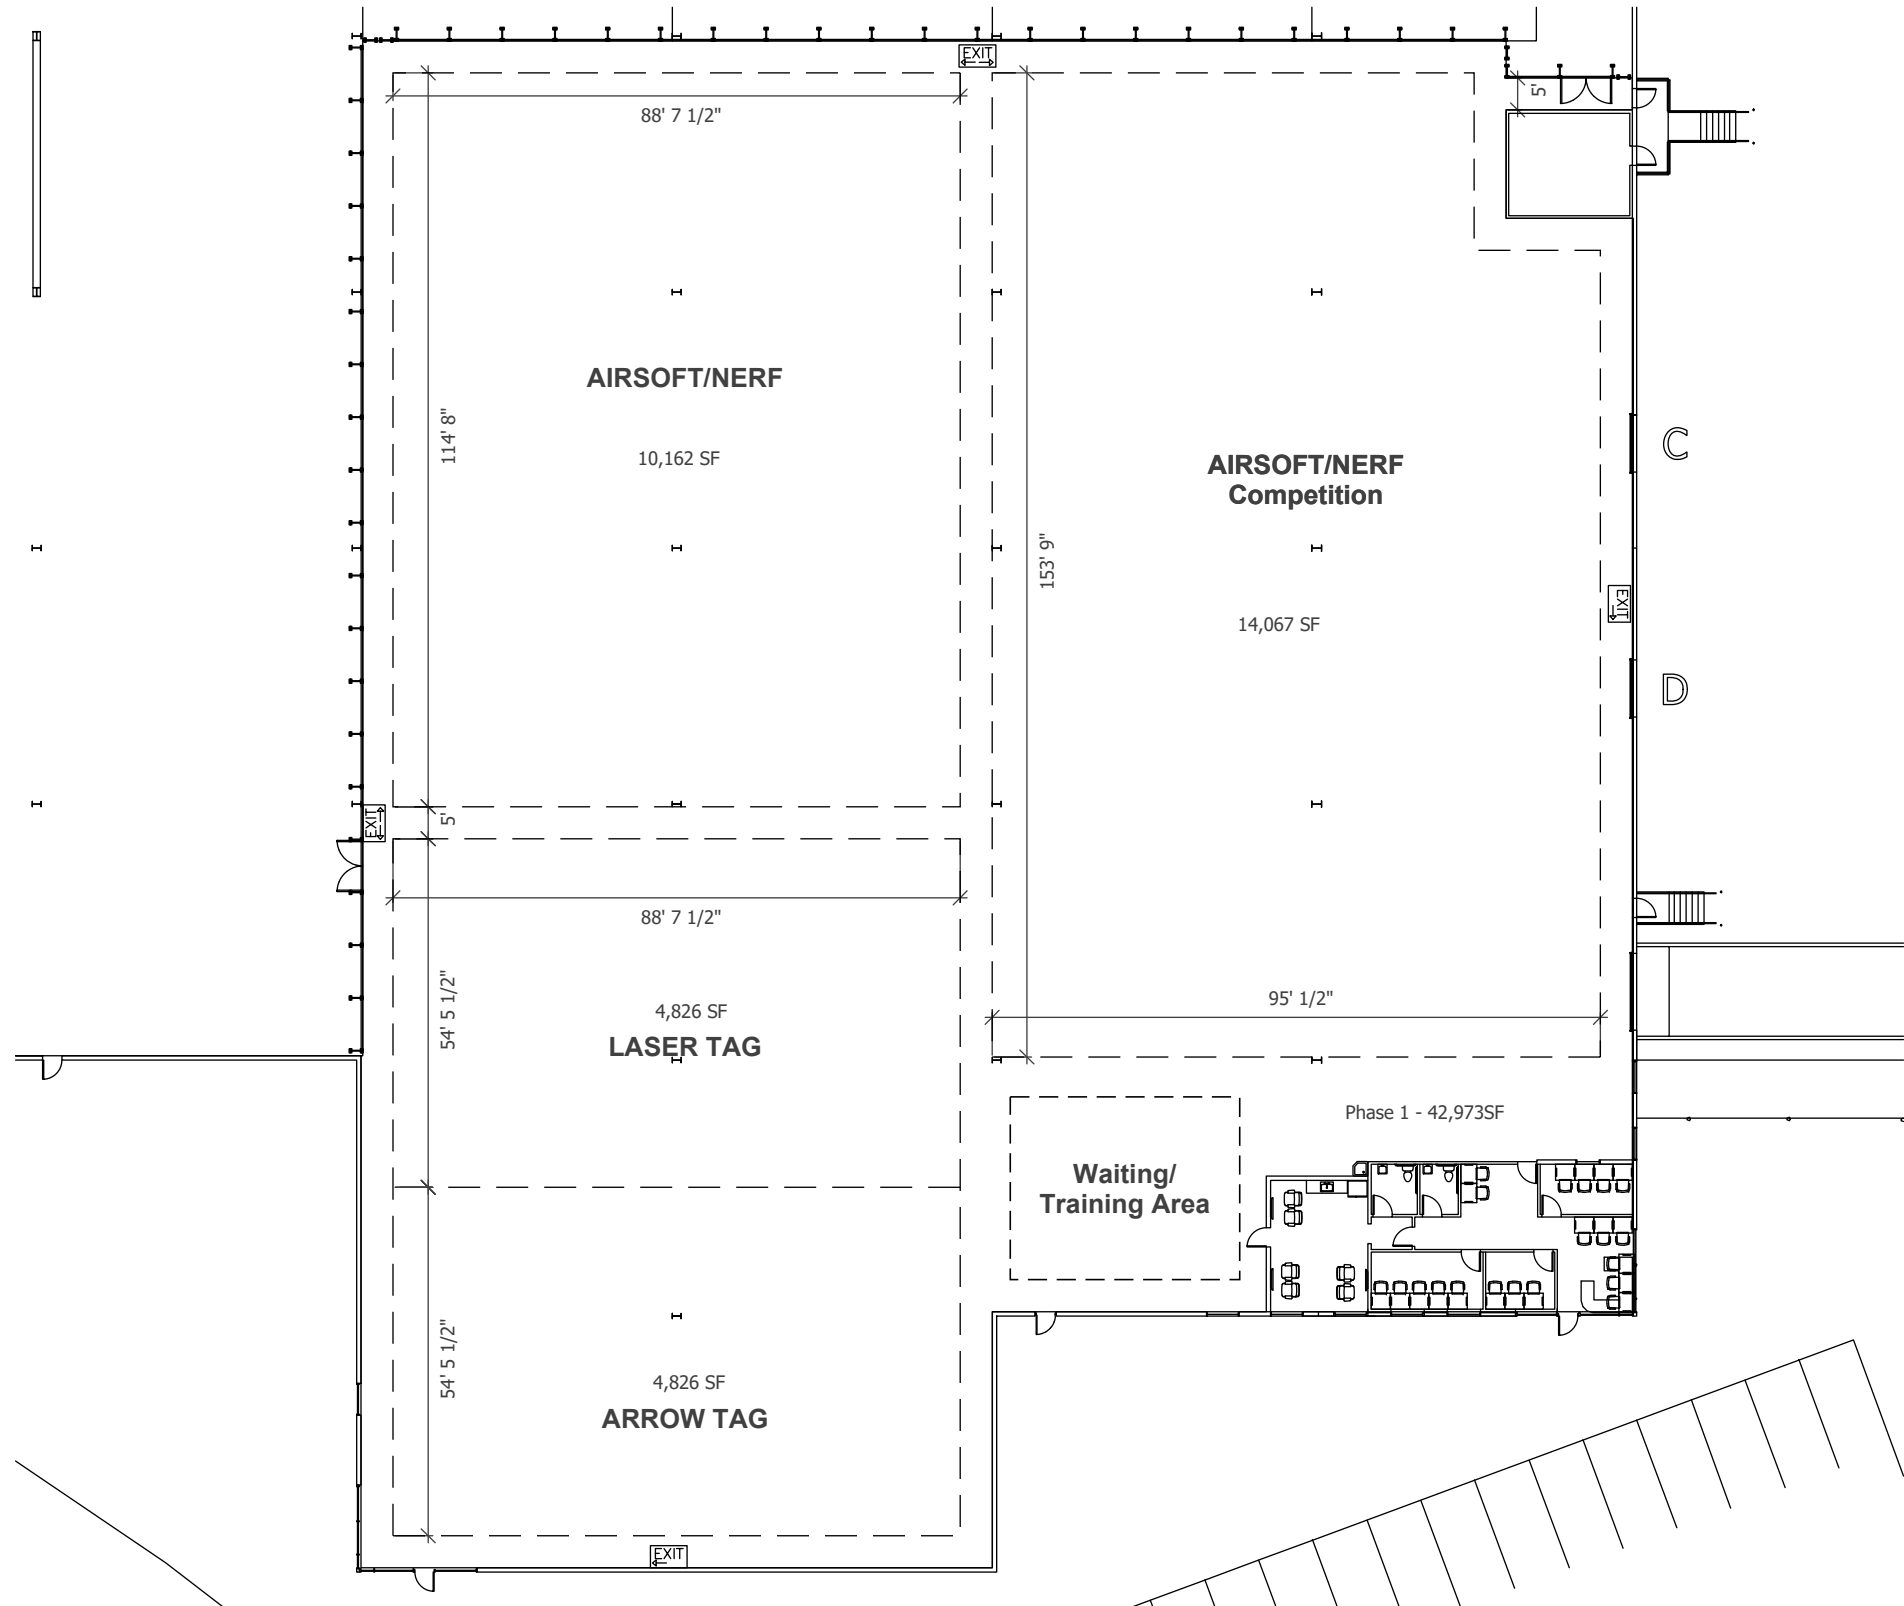 EXIT
88' 7 1/2"
5'
AIRSOFT/NERF
114' 8"
10,162 SF
AIRSOFT/NERF
Competition
C
153' 9"
14,067 SF
EXIT
D
EXIT
5'
88' 7 1/2"
54' 5 1/2"
4,826 SF
LASER TAG
95' 1/2"
Phase 1 - 42,973SF
Waiting/
Training Area
54' 5 1/2"
4,826 SF
ARROW TAG
EXIT